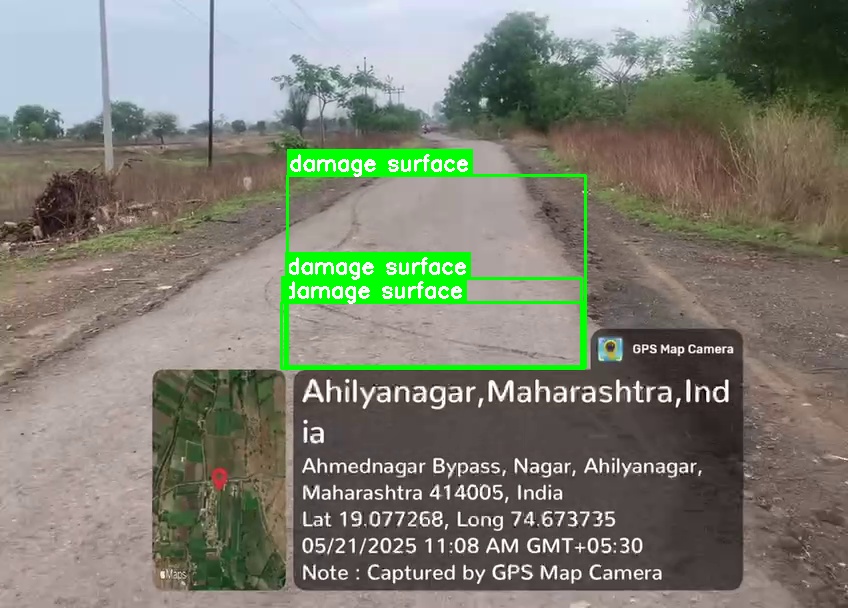 damage surface
damage surface
damage surface
GPS Map Camera
Ahilyanagar,Maharashtra,Ind
ia
Ahmednagar Bypass, Nagar, Ahilyanagar,
Maharashtra 414005, India
Lat 19.077268, Long 74.673735
05/21/2025 11:08 AM GMT+05:30
Note : Captured by GPS Map Camera
Maps